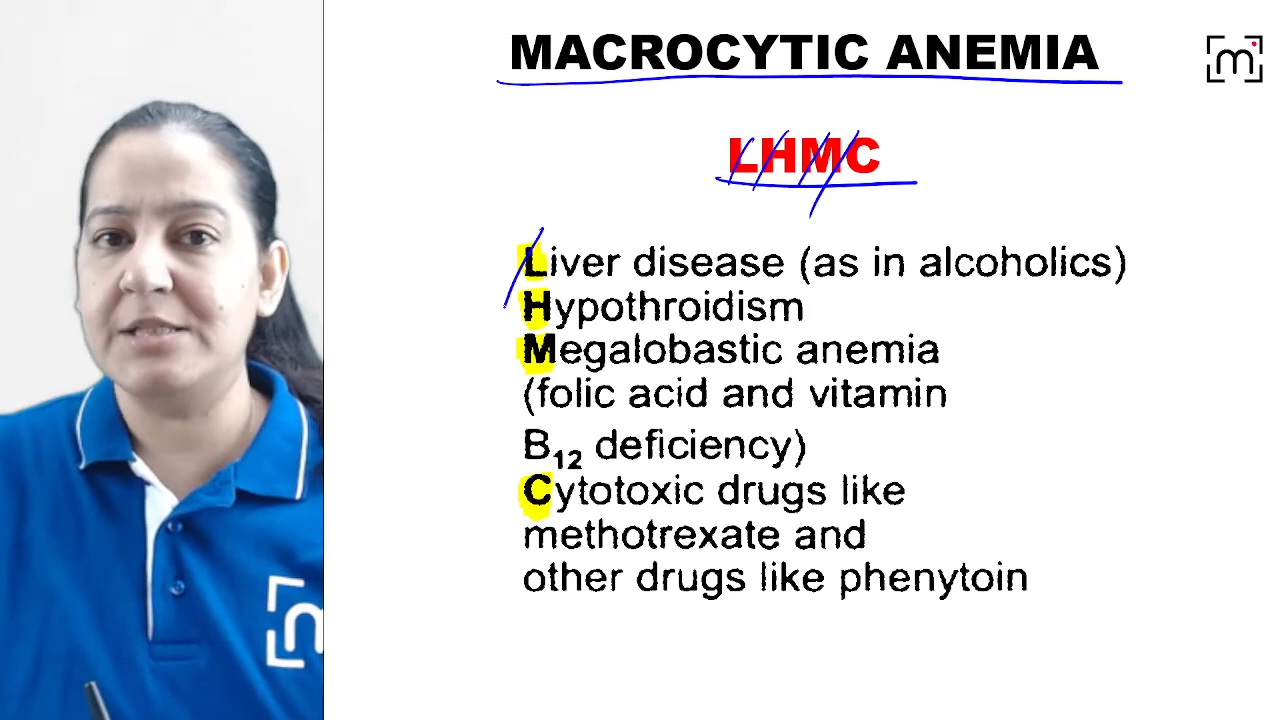 MACROCYTIC ANEMIA
LHMC
Liver disease (as in alcoholics)
Hypothroidism
Megalobastic anemia
(folic acid and vitamin
B₁₂ deficiency)
Cytotoxic drugs like
methotrexate and
other drugs like phenytoin